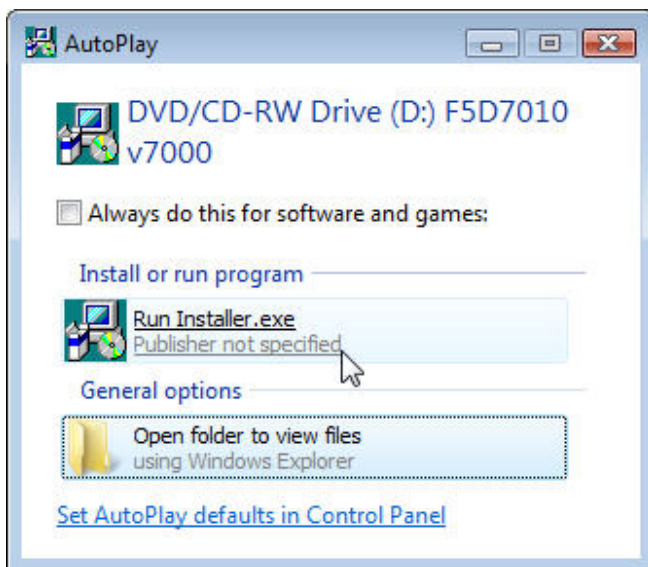 AutoPlay
DVD/CD-RW Drive (D:) F5D7010
v7000
Always do this for software and games:
Install or run program
Run Installer.exe
Publisher not specified
General options
Open folder to view files
using Windows Explorer
Set AutoPlay defaults in Control Panel